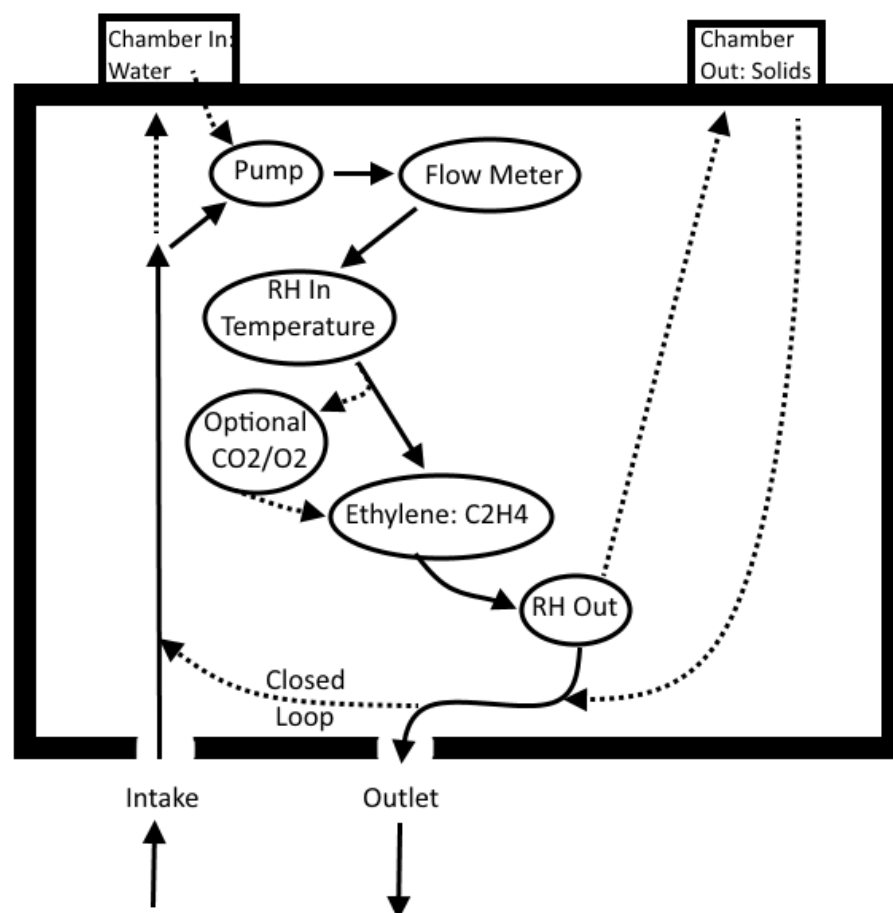 Chamber In:
Water
Chamber
Out: Solids
Pump
Flow Meter
RH In
Temperature
Optional
CO2/O2
Ethylene: C2H4
RH Out
Closed
Loop
Intake
Outlet